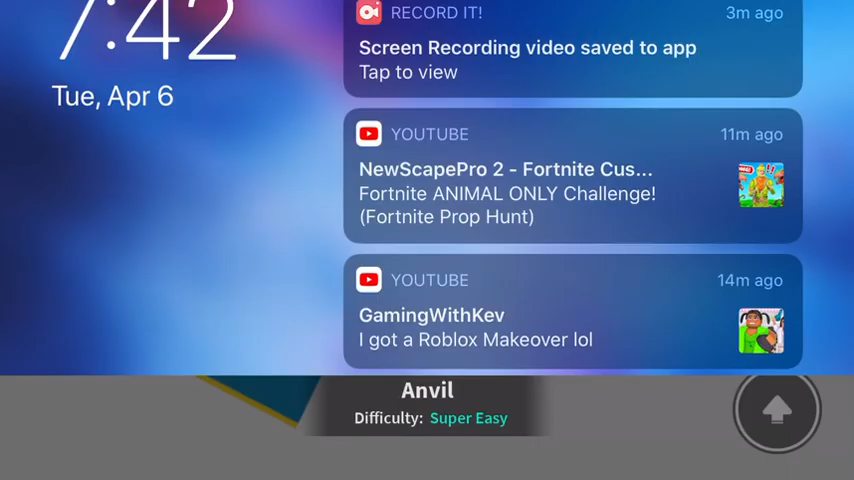 7:42
Tue, Apr 6
RECORD IT!
3m ago
Screen Recording video saved to app
Tap to view
YOUTUBE
11m ago
NewScapePro 2 - Fortnite Cus...
Fortnite ANIMAL ONLY Challenge!
(Fortnite Prop Hunt)
YOUTUBE
14m ago
GamingWithKev
I got a Roblox Makeover lol
Anvil
Difficulty: Super Easy